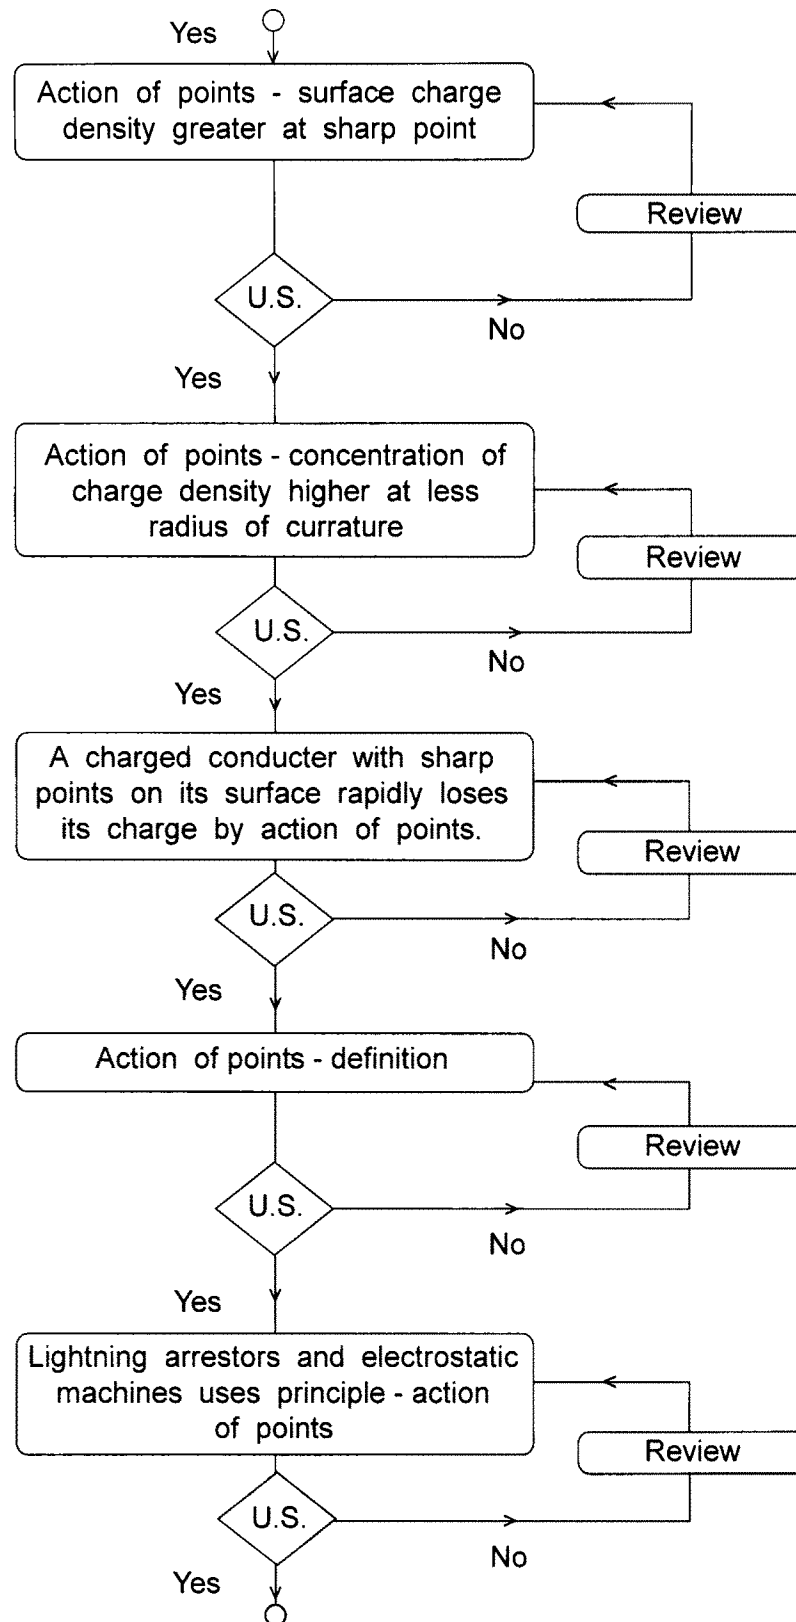 Yes
Action of points - surface charge
density greater at sharp point
Review
U.S.
No
Yes
Action of points - concentration of
charge density higher at less
radius of currature
Review
U.S.
No
Yes
A charged conducter with sharp
points on its surface rapidly loses
its charge by action of points.
Review
U.S.
No
Yes
Action of points - definition
Review
U.S.
No
Yes
Lightning arrestors and electrostatic
machines uses principle - action
of points
Review
U.S.
No
Yes